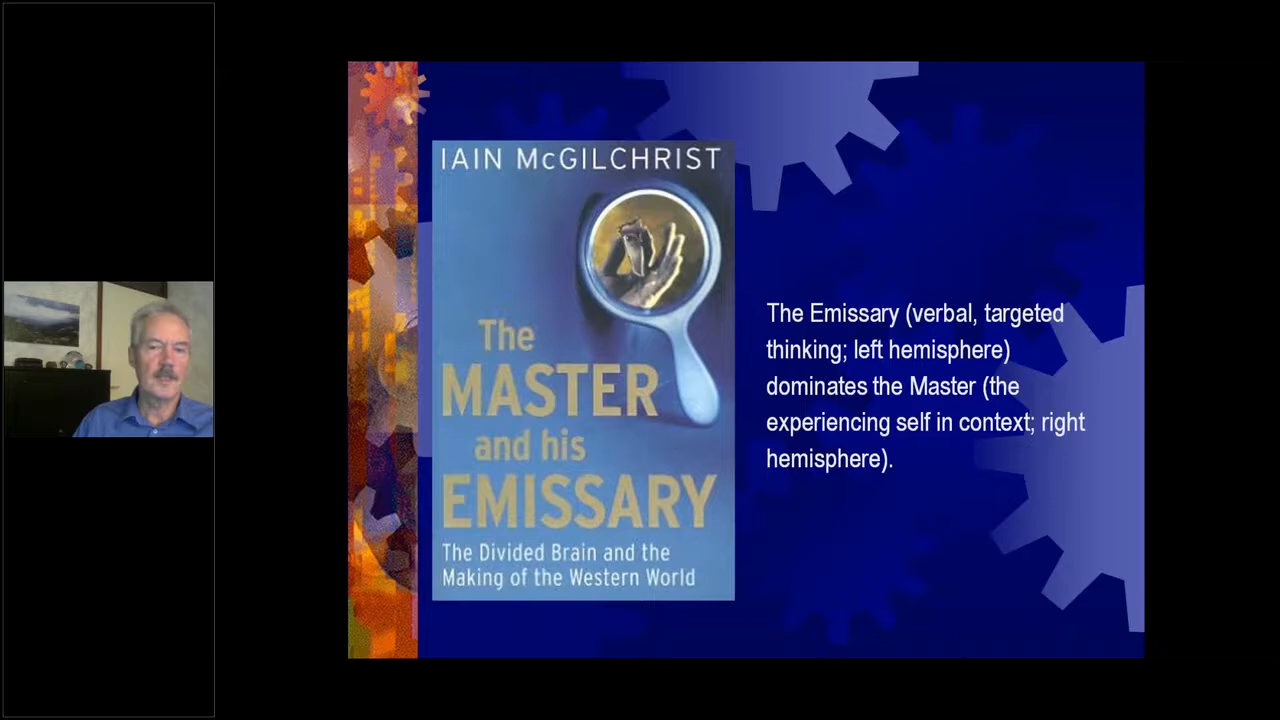 IAIN McGILCHRIST
The
MASTER
and his
EMISSARY
The Divided Brain and the
Making of the Western World
The Emissary (verbal, targeted
thinking; left hemisphere)
dominates the Master (the
experiencing self in context; right
hemisphere).